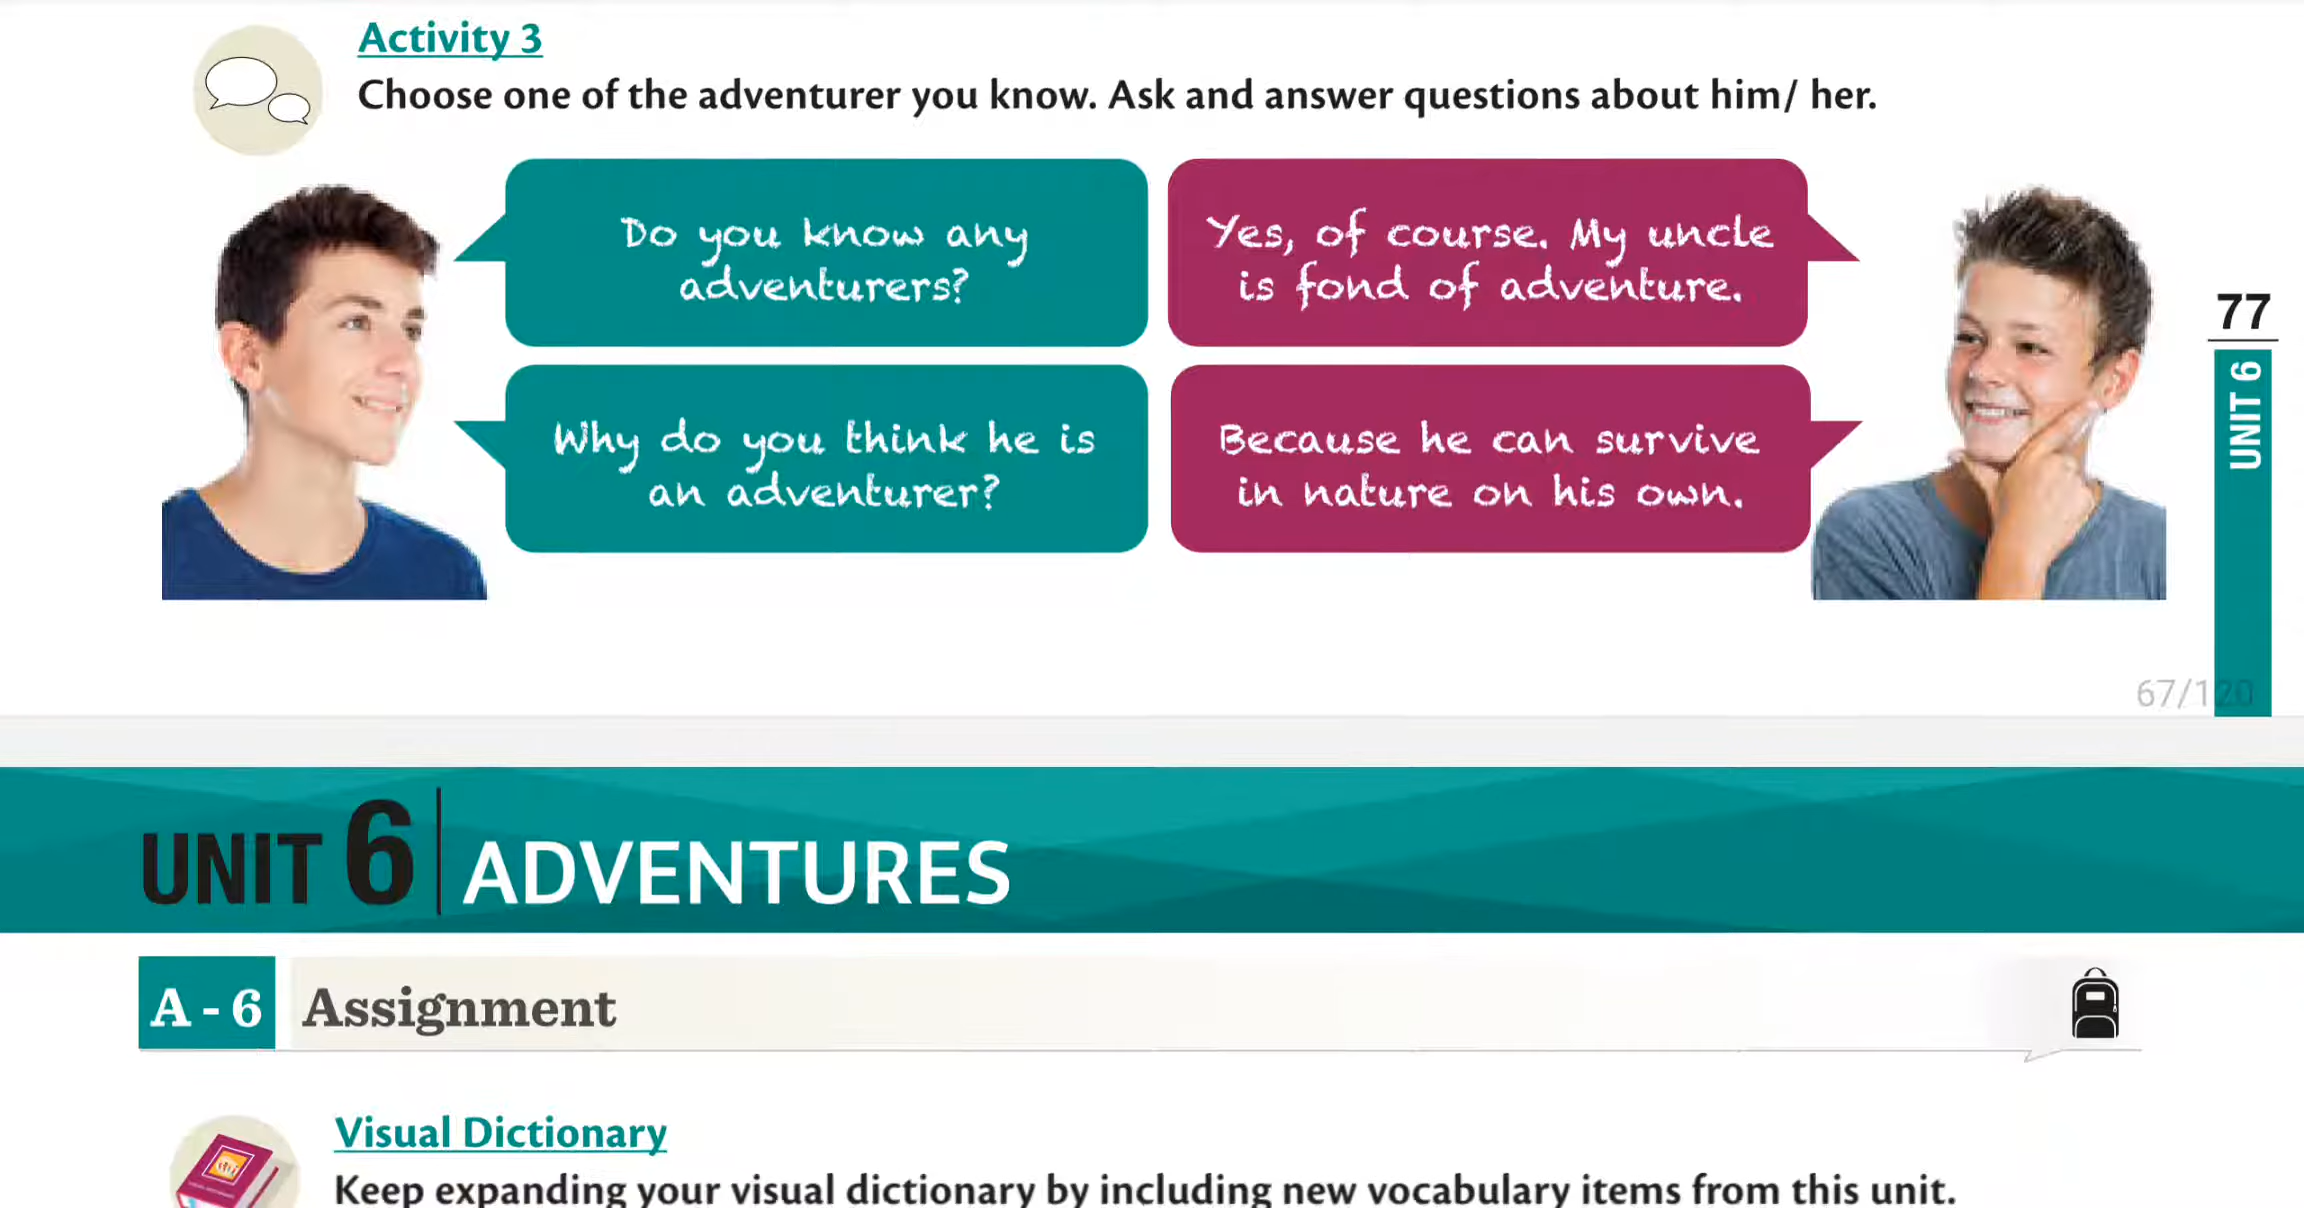 Activity 3
Choose one of the adventurer you know. Ask and answer questions about him/ her.
Do you know any
adventurers?
Yes, of course. My uncle
is fond of adventure.
Why do you think he is
an adventurer?
Because he can survive
in nature on his own.
77
UNIT 6
67/120
UNIT 6 ADVENTURES
A - 6 Assignment
Visual Dictionary
Keep expanding your visual dictionary by including new vocabulary items from this unit.